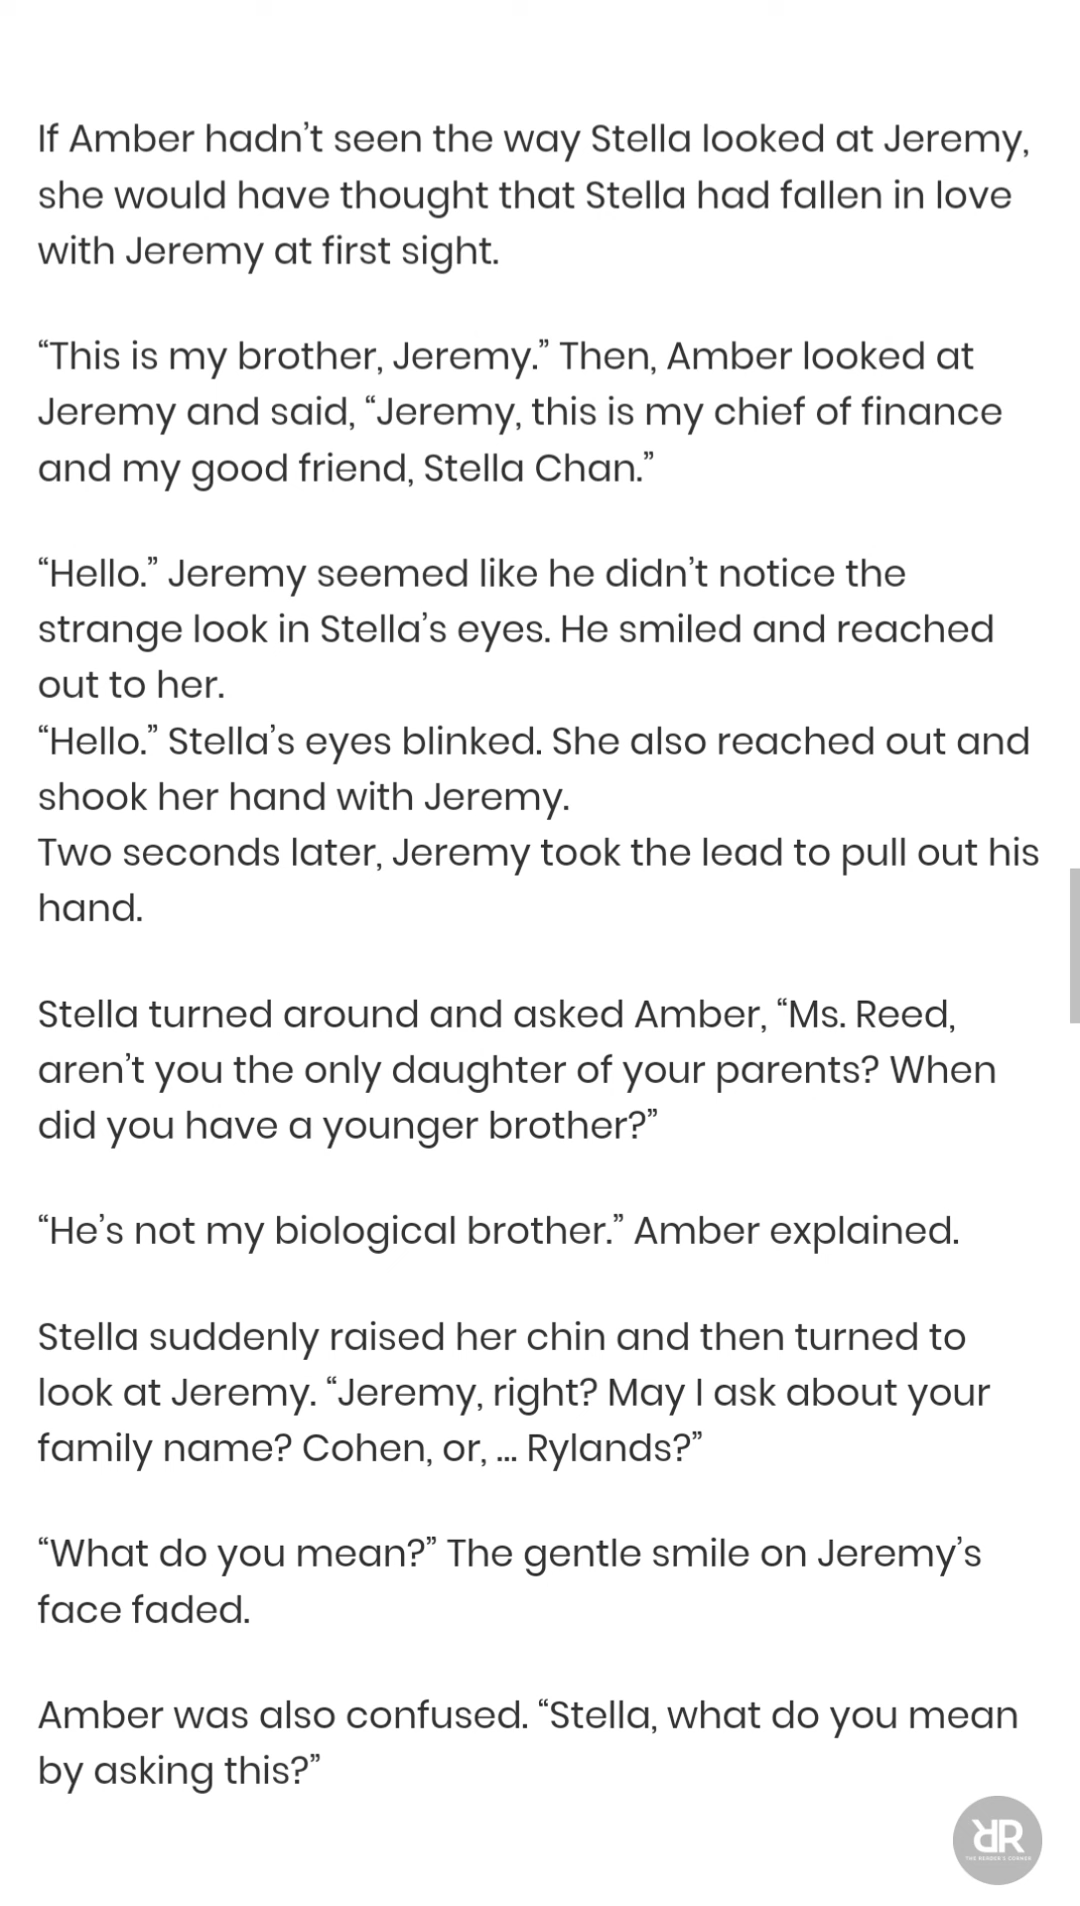 If Amber hadn’t seen the way Stella looked at Jeremy,
she would have thought that Stella had fallen in love
with Jeremy at first sight.
“This is my brother, Jeremy.” Then, Amber looked at
Jeremy and said, “Jeremy, this is my chief of finance
and my good friend, Stella Chan.”
“Hello.” Jeremy seemed like he didn’t notice the
strange look in Stella’s eyes. He smiled and reached
out to her.
“Hello.” Stella’s eyes blinked. She also reached out and
shook her hand with Jeremy.
Two seconds later, Jeremy took the lead to pull out his
hand.
Stella turned around and asked Amber, “Ms. Reed,
aren’t you the only daughter of your parents? When
did you have a younger brother?”
“He’s not my biological brother.” Amber explained.
Stella suddenly raised her chin and then turned to
look at Jeremy. “Jeremy, right? May I ask about your
family name? Cohen, or, … Rylands?”
“What do you mean?” The gentle smile on Jeremy’s
face faded.
Amber was also confused. “Stella, what do you mean
by asking this?”
RR
THE READER'S CORNER